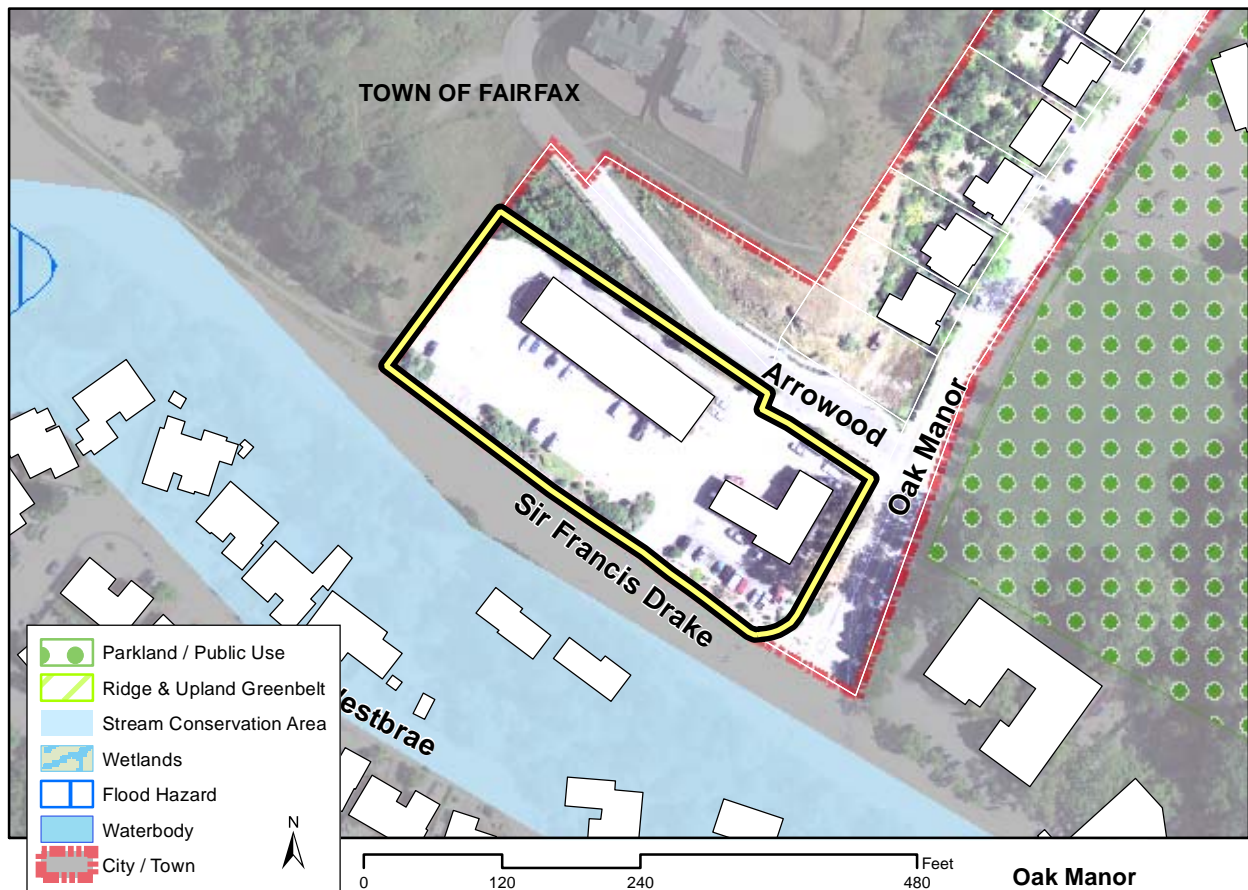 TOWN OF FAIRFAX
Arrowood
Oak Manor
Sir Francis Drake
Parkland / Public Use
Ridge & Upland Greenbelt
Stream Conservation Area
Wetlands
Flood Hazard
Waterbody
City / Town
N
Feet
0 120 240 480
Oak Manor